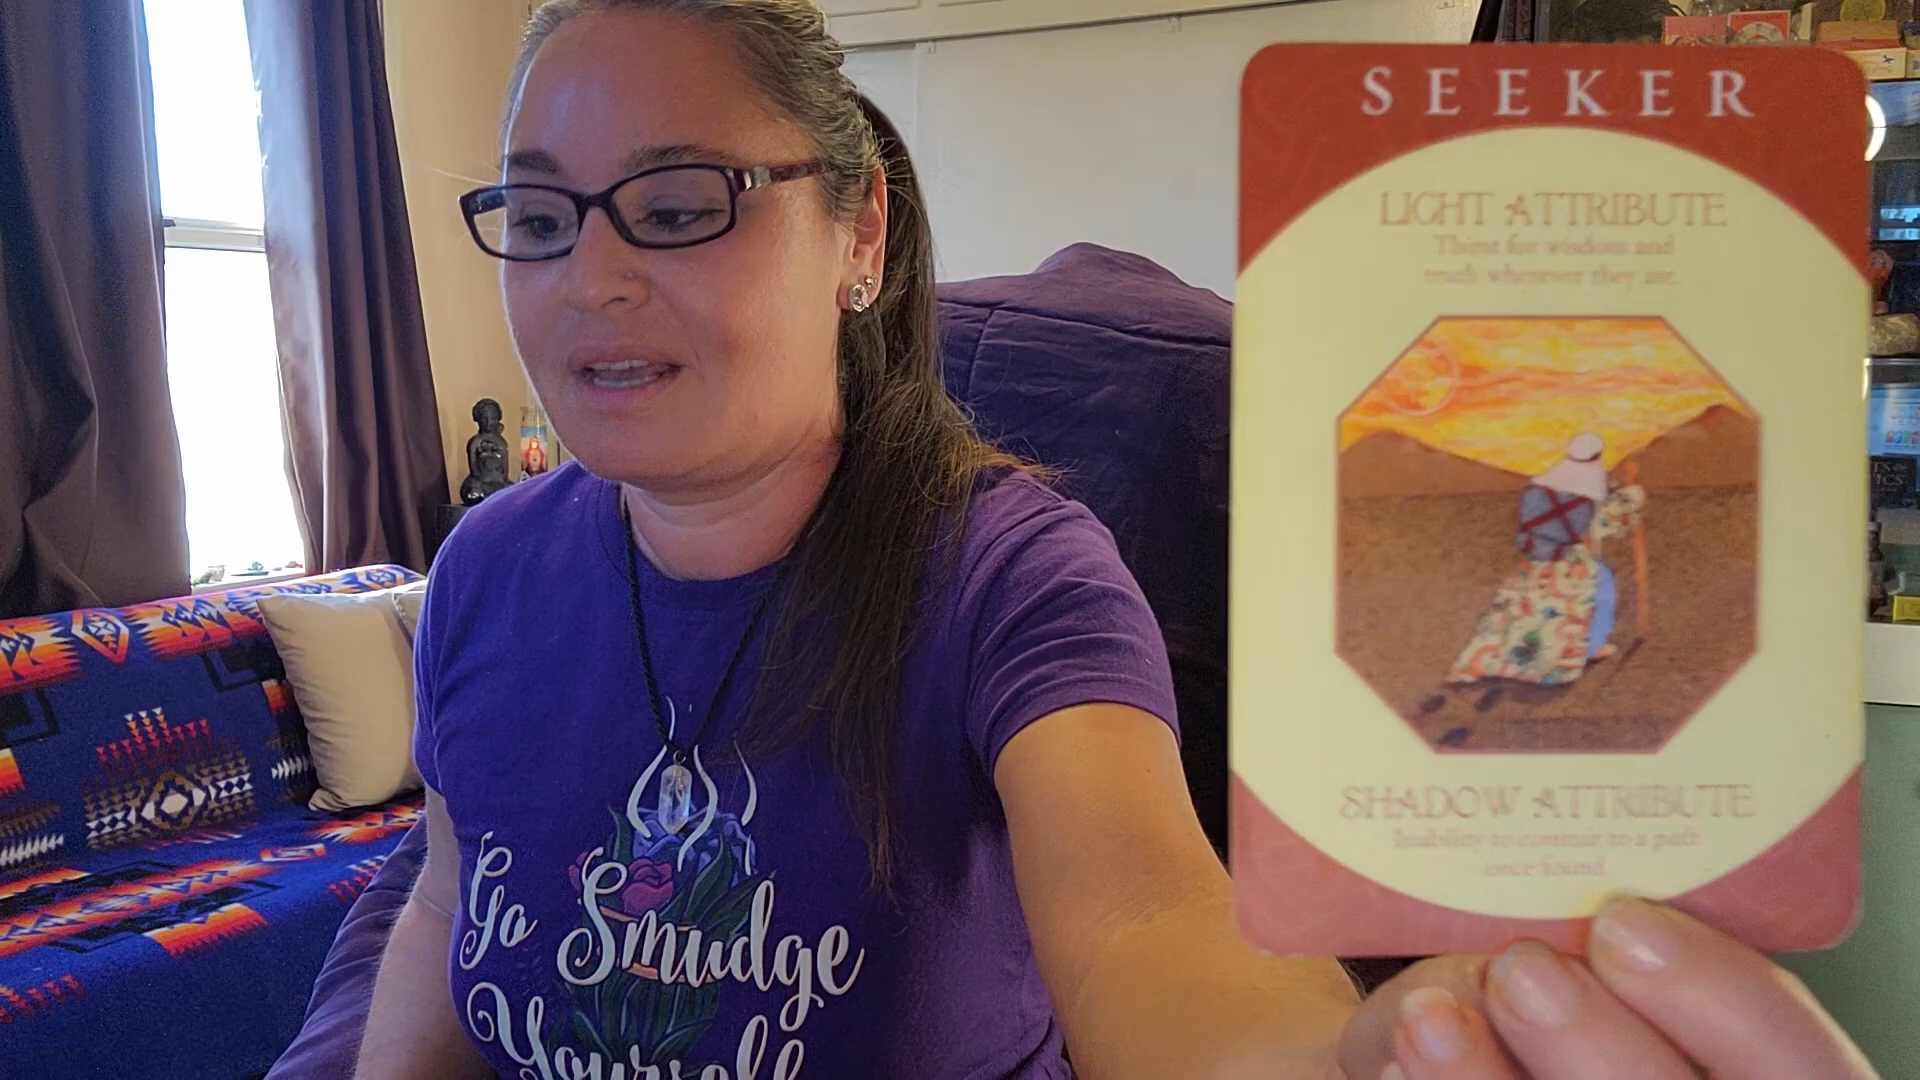 SEEKER
LIGHT ATTRIBUTE
Thirst for wisdom and
truth wherever they are.
SHADOW ATTRIBUTE
Inability to commit to a path
once found.
Go Smudge
Yourself